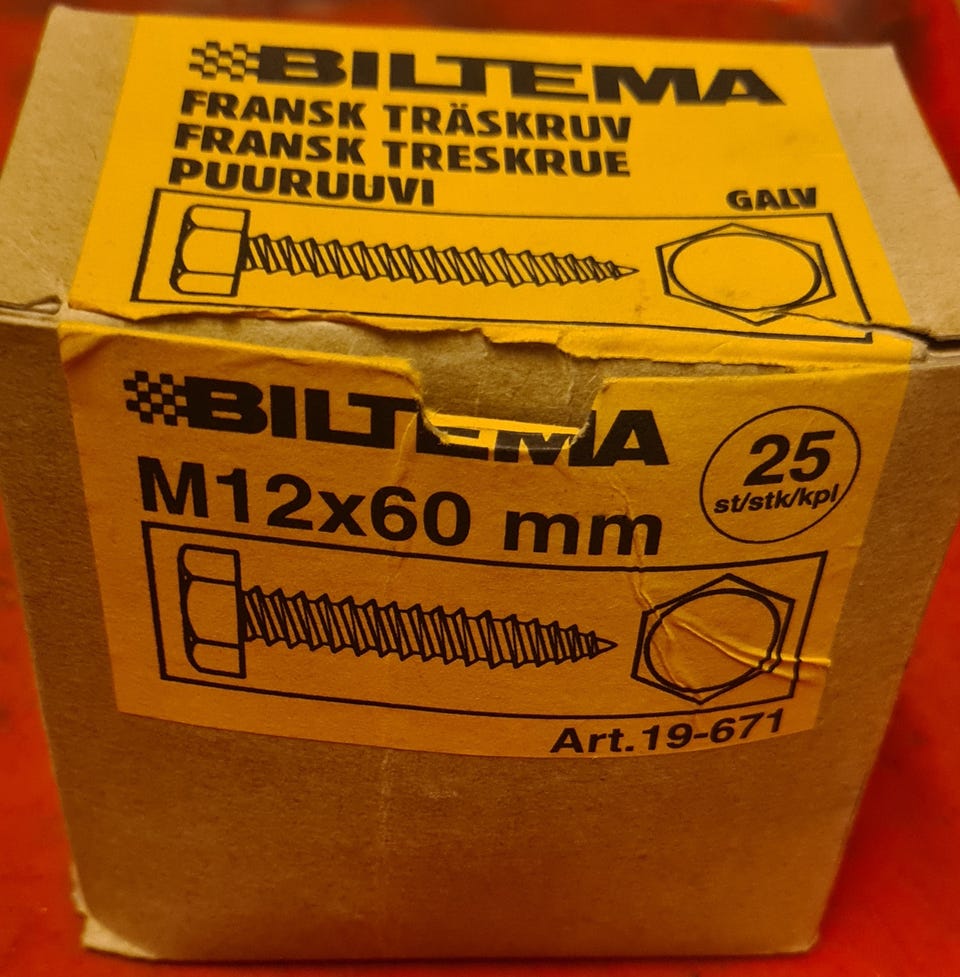 BILTEMA
FRANSK TRÄSKRUV
FRANSK TRESKRUE
PUURUUVI
GALV
BILTEMA
M12x60 mm
25
st/stk/kpl
Art.19-671